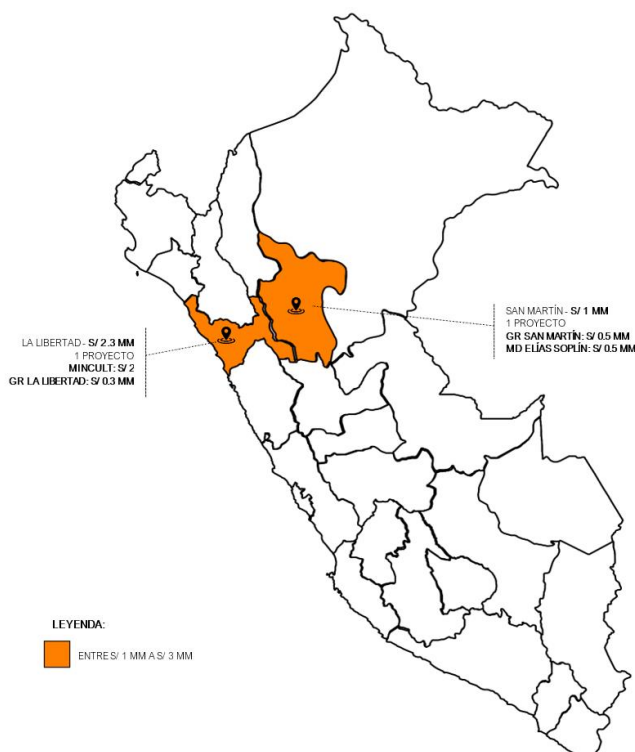 SAN MARTÍN - S/ 1 MM
1 PROYECTO
GR SAN MARTÍN: S/ 0.5 MM
MD ELÍAS SOPLÍN: S/ 0.5 MM
LA LIBERTAD - S/ 2.3 MM
1 PROYECTO
MINCULT: S/ 2
GR LA LIBERTAD: S/ 0.3 MM
LEYENDA:
ENTRE S/ 1 MM A S/ 3 MM